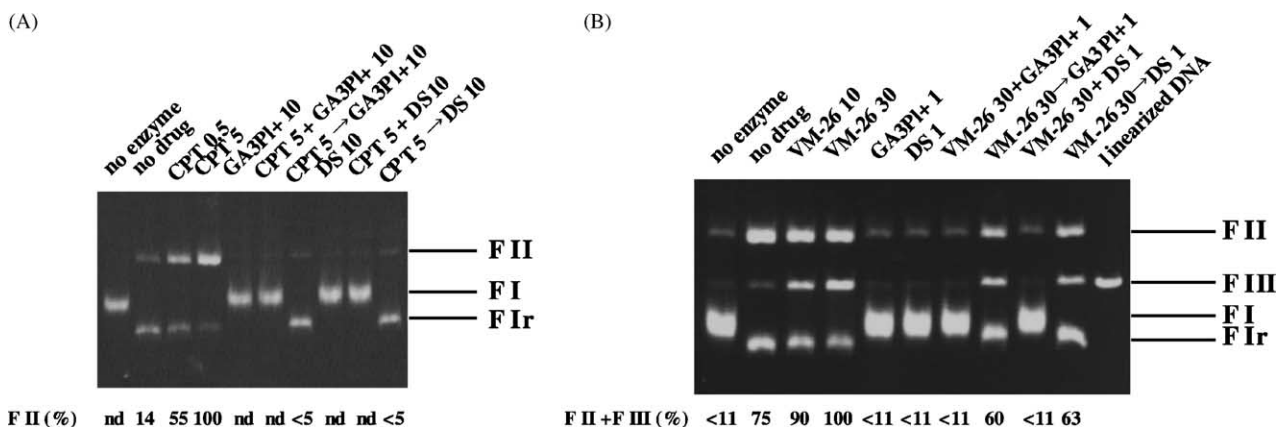 (A)
no enzyme
no drug
CPT 0,5
CPT 5
GA3Pl+ 10
CPT 5 + GA3Pl+ 10
CPT 5 → GA3Pl+ 10
DS 10
CPT 5 + DS 10
CPT 5 → DS 10
F II
F I
F Ir
F II (%) nd 14 55 100 nd nd <5 nd nd <5
(B)
no enzyme
no drug
VM-26 10
VM-26 30
GA3Pl+ 1
DS 1
VM-26 30+GA3Pl+ 1
VM-26 30→GA3Pl+ 1
VM-26 30+ DS 1
VM-26 30→DS 1
linearized DNA
F II
F III
F I
F Ir
F II +F III (%) <11 75 90 100 <11 <11 <11 60 <11 63